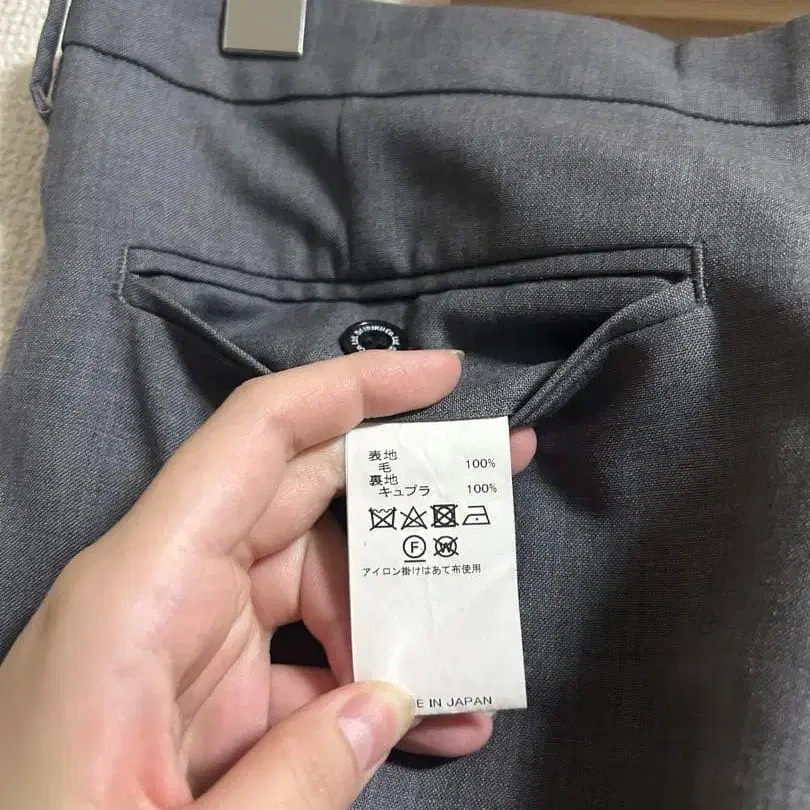 表地
毛 100%
裏地
キュプラ 100%
F W
アイロン掛けはあて布使用
E IN JAPAN